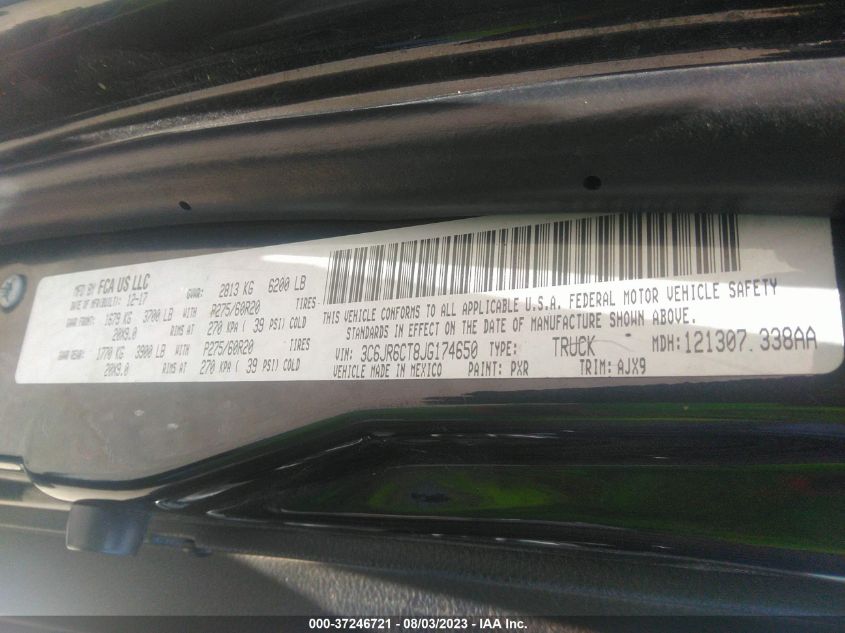 MFD BY FCA US LLC
DATE OF MFR(BUILT): 12-17 GVWR: 2813 KG 6200 LB
GAWR FRONT: 1679 KG 3700 LB WITH P275/60R20 TIRES
20X9.0 RIMS AT 270 KPA ( 39 PSI) COLD
GAWR REAR: 1770 KG 3900 LB WITH P275/60R20 TIRES
20X9.0 RIMS AT 270 KPA ( 39 PSI) COLD
THIS VEHICLE CONFORMS TO ALL APPLICABLE U.S.A. FEDERAL MOTOR VEHICLE SAFETY
STANDARDS IN EFFECT ON THE DATE OF MANUFACTURE SHOWN ABOVE.
VIN: 3C6JR6CT8JG174650 TYPE: TRUCK MDH: 121307 338AA
VEHICLE MADE IN MEXICO PAINT: PXR TRIM: AJX9
000-37246721 - 08/03/2023 - COPYRIGHT © IAA